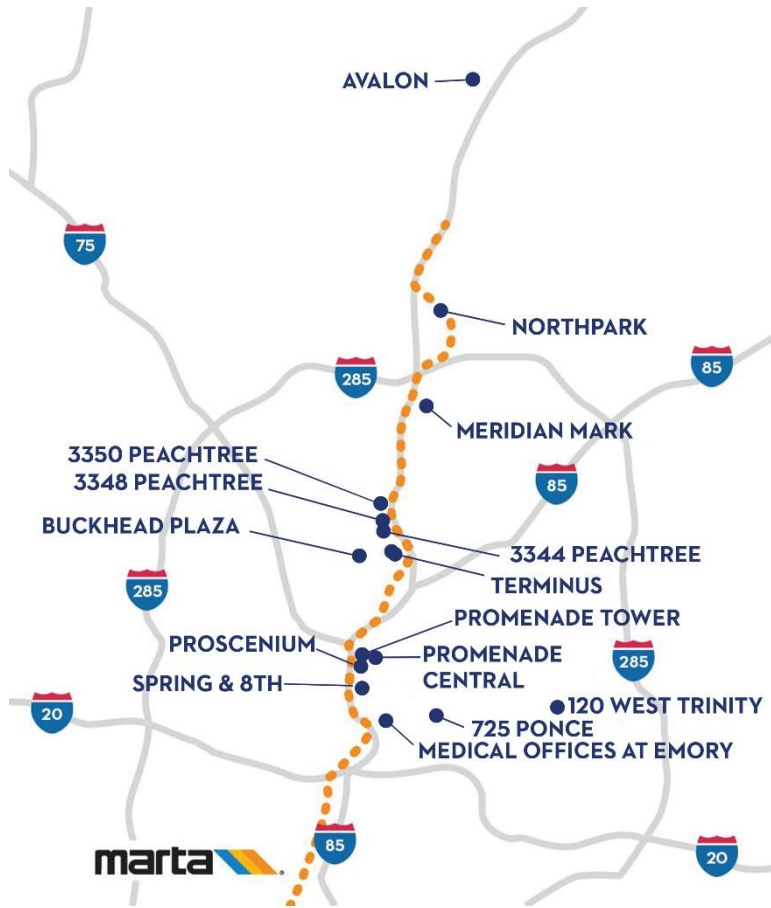 AVALON
75
NORTHPARK
285
85
MERIDIAN MARK
3350 PEACHTREE
3348 PEACHTREE
85
BUCKHEAD PLAZA
3344 PEACHTREE
TERMINUS
285
PROMENADE TOWER
PROSCENIUM
PROMENADE
CENTRAL
285
SPRING & 8TH
20
120 WEST TRINITY
725 PONCE
MEDICAL OFFICES AT EMORY
85
20
marta